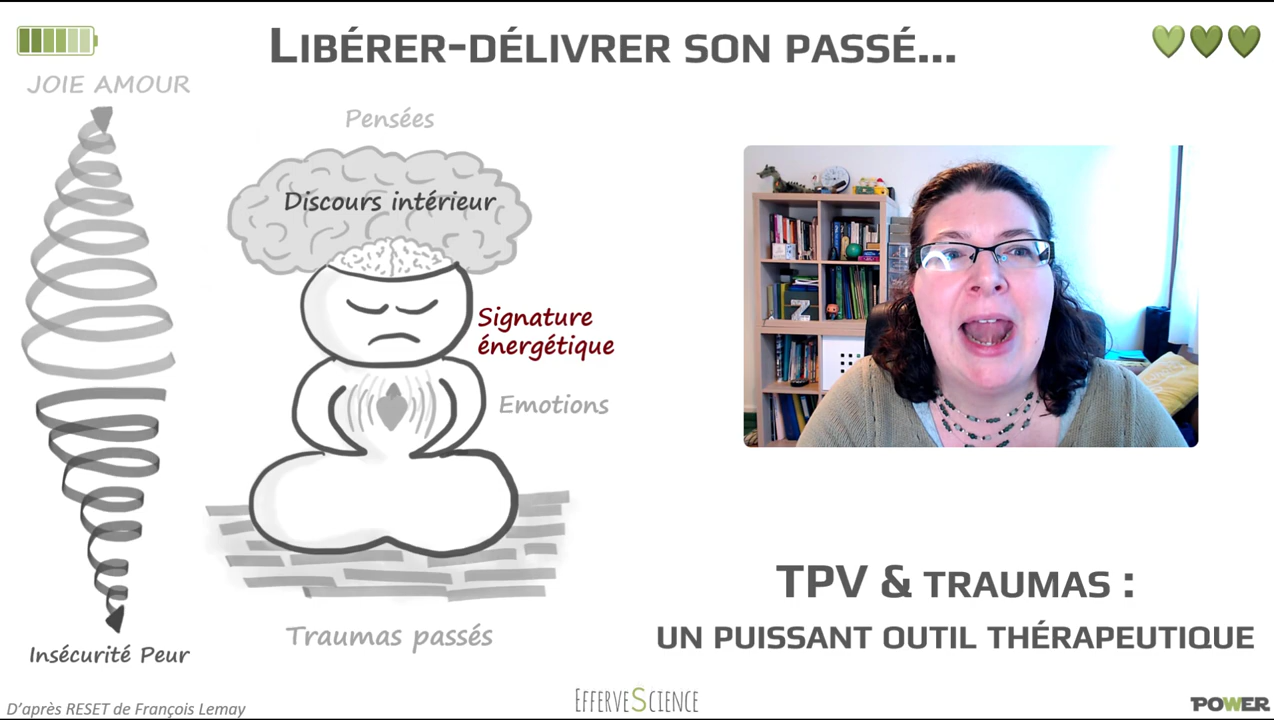 LIBÉRER-DÉLIVRER SON PASSÉ...
JOIE AMOUR
Pensées
Discours intérieur
Signature
énergétique
Emotions
Z
Traumas passés
Insécurité Peur
TPV & TRAUMAS :
UN PUISSANT OUTIL THÉRAPEUTIQUE
D'après RESET de François Lemay
EFFERVESCIENCE
POWER